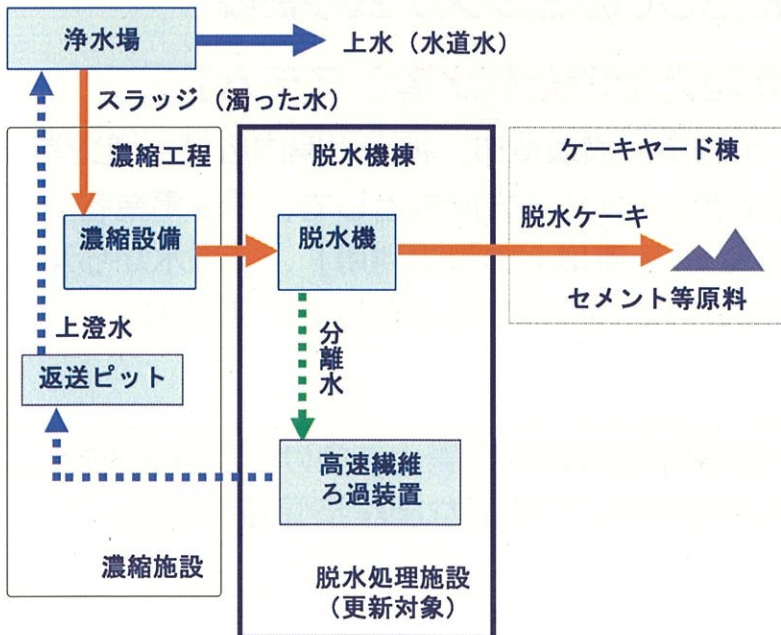 浄水場
上水（水道水）
スラッジ（濁った水）
濃縮工程
脱水機棟
ケーキヤード棟
濃縮設備
脱水機
脱水ケーキ
セメント等原料
上澄水
分離水
返送ピット
高速繊維
ろ過装置
濃縮施設
脱水処理施設
（更新対象）